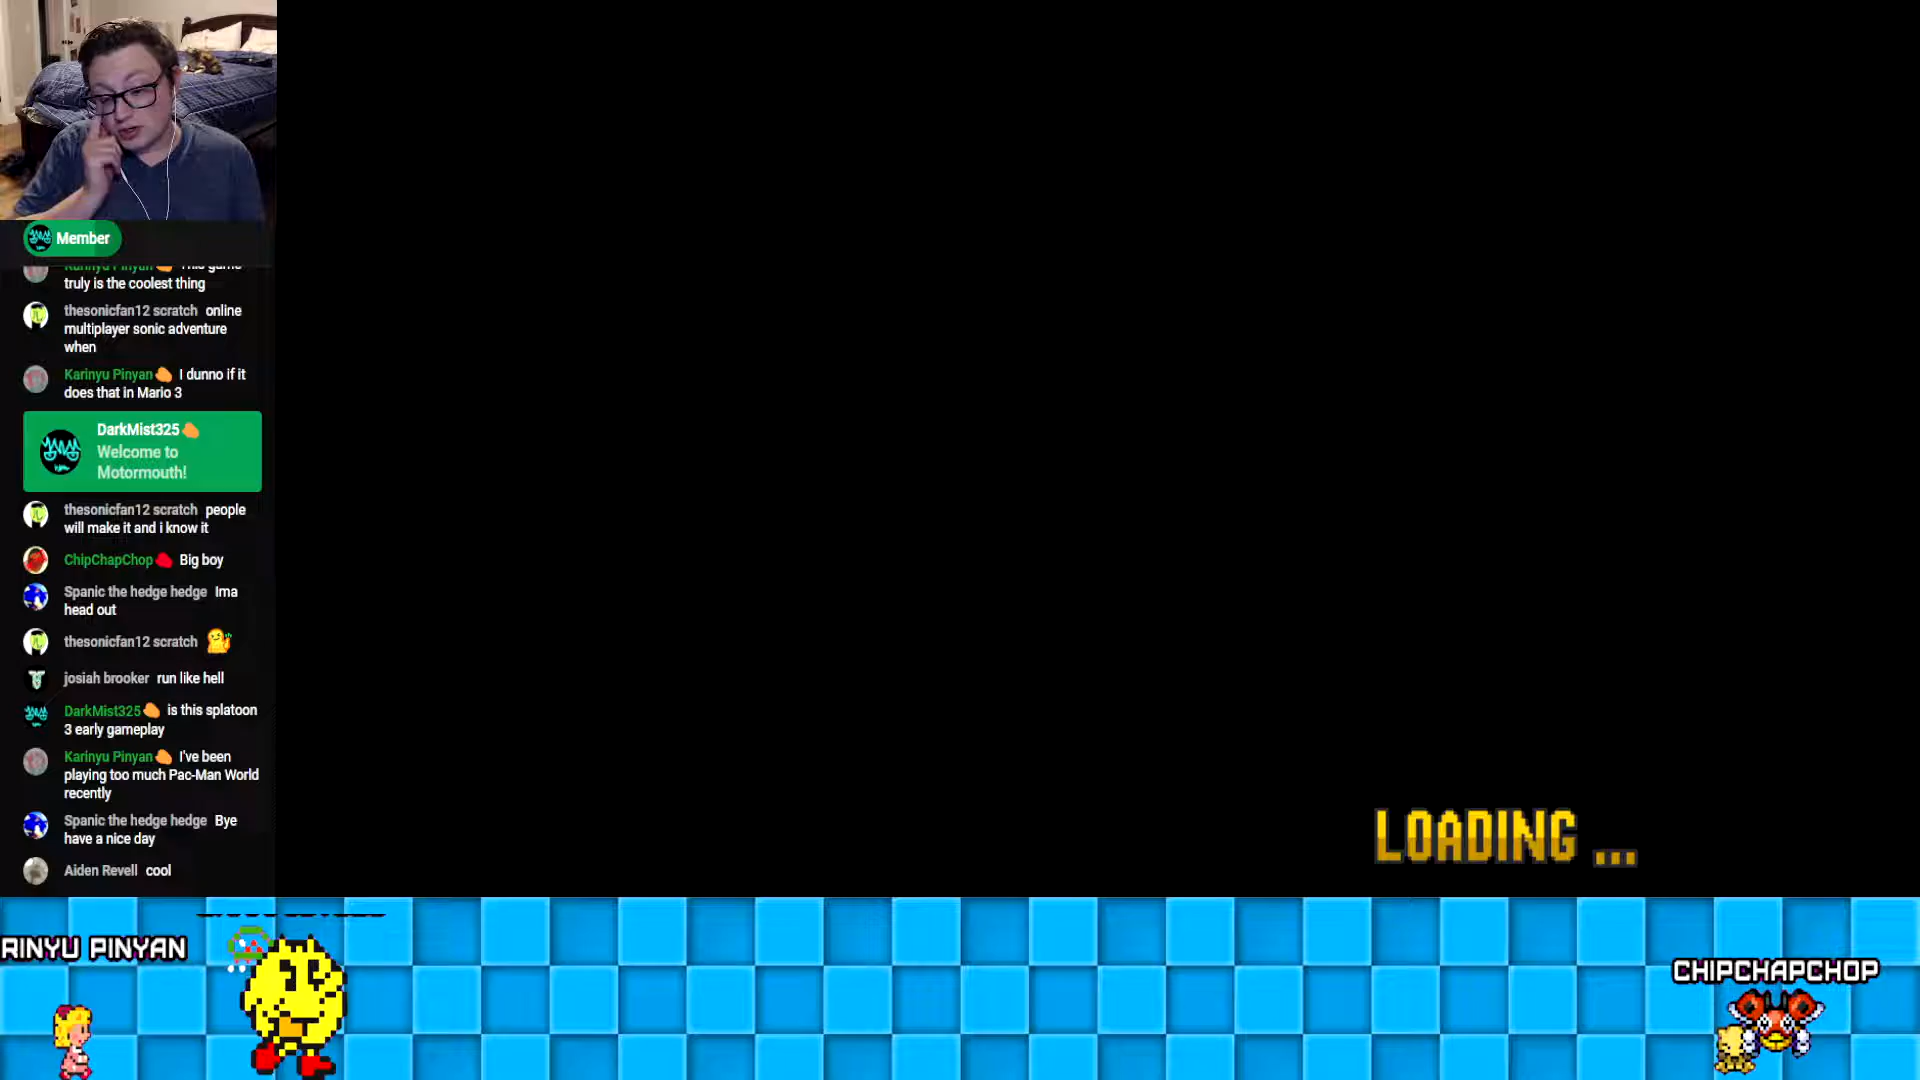 Member
Karinyu Pinyan This game
truly is the coolest thing
thesonicfan12 scratch online
multiplayer sonic adventure
when
Karinyu Pinyan I dunno if it
does that in Mario 3
DarkMist325
Welcome to
Motormouth!
thesonicfan12 scratch people
will make it and i know it
ChipChapChop Big boy
Spanic the hedge hedge Ima
head out
thesonicfan12 scratch
josiah brooker run like hell
DarkMist325 is this splatoon
3 early gameplay
Karinyu Pinyan I've been
playing too much Pac-Man World
recently
Spanic the hedge hedge Bye
have a nice day
Aiden Revell cool
LOADING ...
RINYU PINYAN
CHIPCHAPCHOP